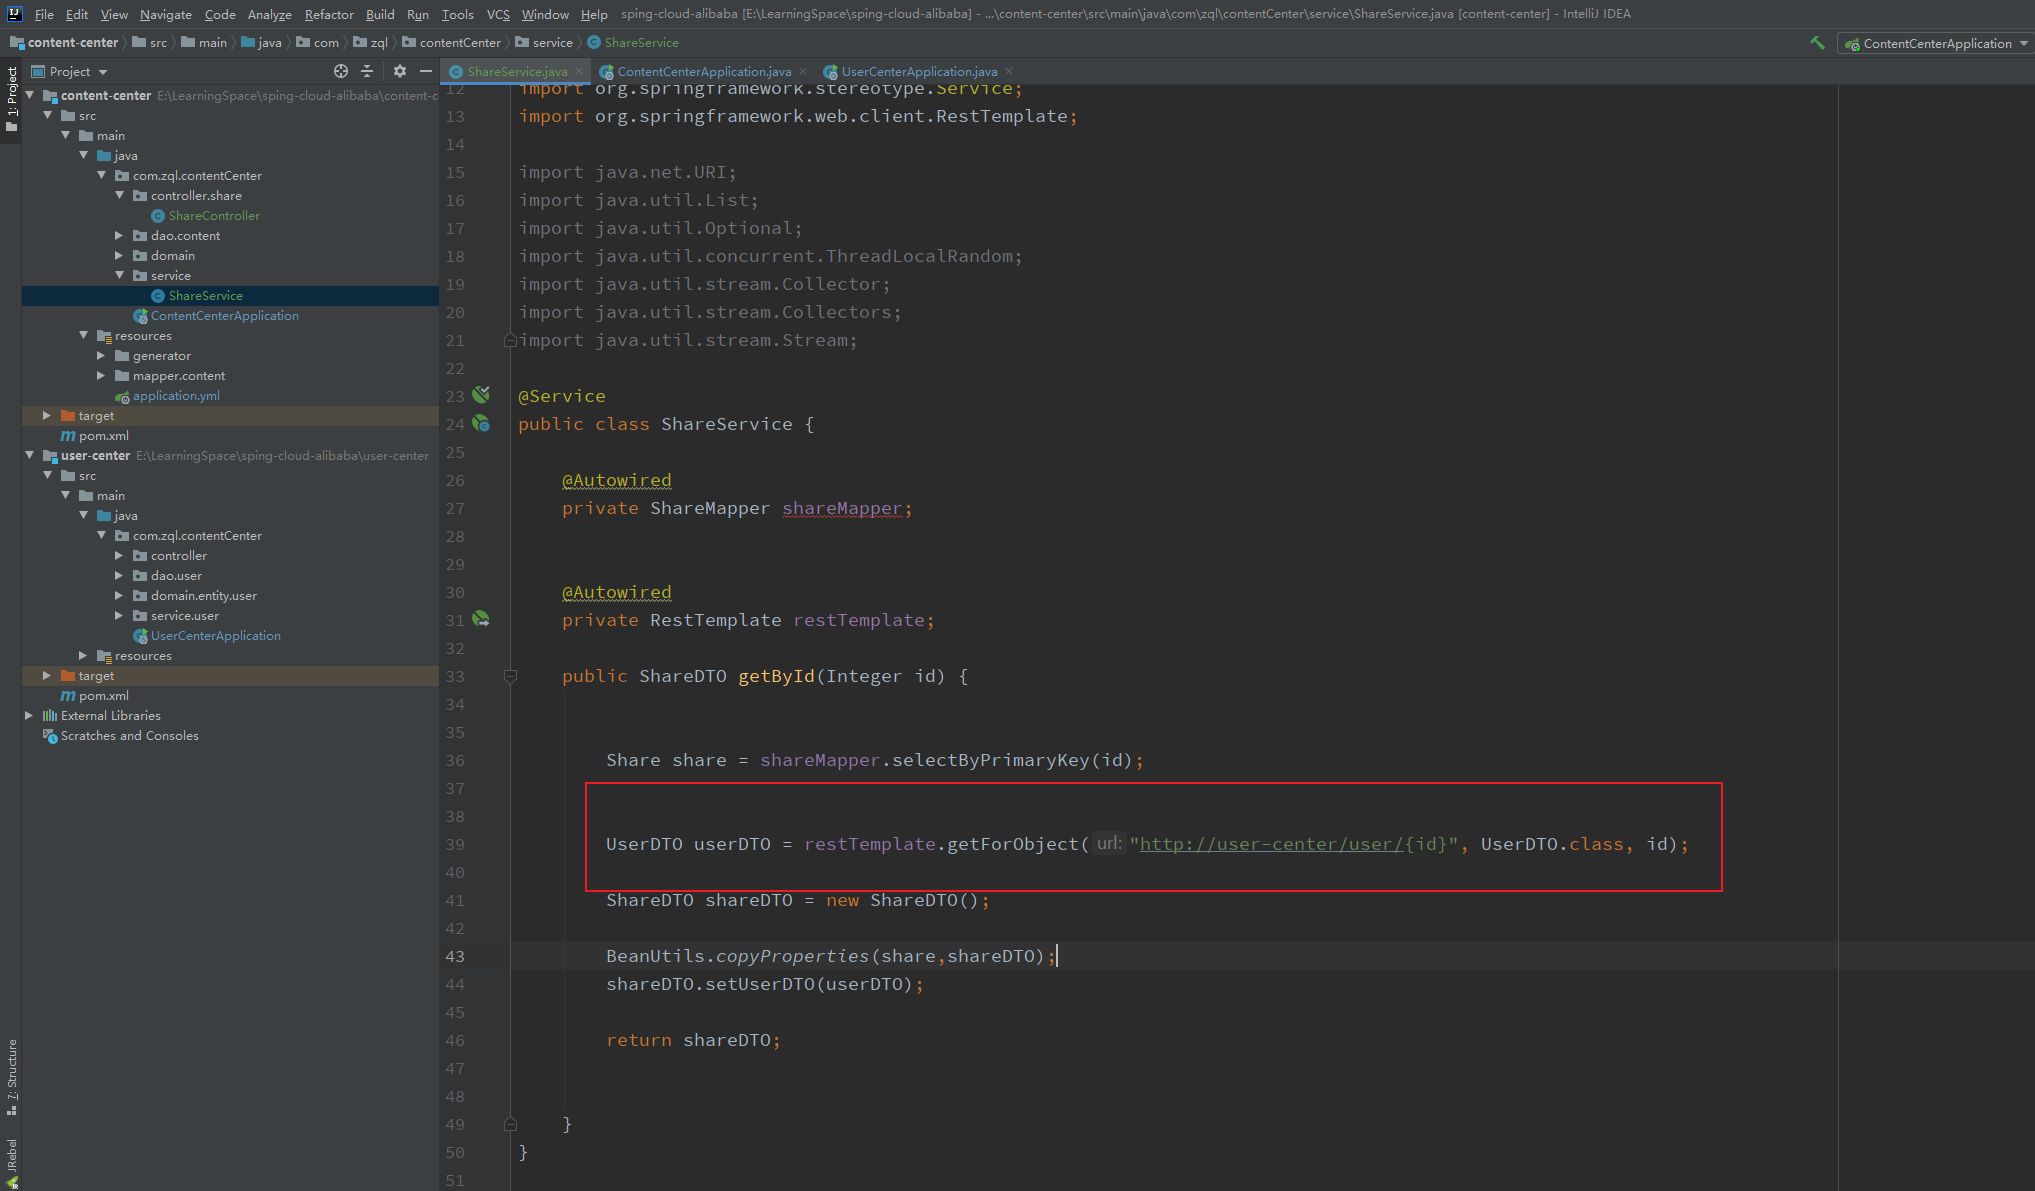 File Edit View Navigate Code Analyze Refactor Build Run Tools VCS Window Help sping-cloud-alibaba [E:\LearningSpace\sping-cloud-alibaba] - ...\content-center\src\main\java\com\zql\contentCenter\service\ShareService.java [content-center] - IntelliJ IDEA
content-center src main java com zql contentCenter service ShareService ContentCenterApplication
Project ShareService.java ContentCenterApplication.java UserCenterApplication.java
1: Project
content-center E:\LearningSpace\sping-cloud-alibaba\content-c
src
main
java
com.zql.contentCenter
controller.share
ShareController
dao.content
domain
service
ShareService
ContentCenterApplication
resources
generator
mapper.content
application.yml
target
pom.xml
user-center E:\LearningSpace\sping-cloud-alibaba\user-center
src
main
java
com.zql.contentCenter
controller
dao.user
domain.entity.user
service.user
UserCenterApplication
resources
target
pom.xml
External Libraries
Scratches and Consoles
7: Structure
JRebel
12 import org.springframework.stereotype.Service;
13 import org.springframework.web.client.RestTemplate;
14
15 import java.net.URI;
16 import java.util.List;
17 import java.util.Optional;
18 import java.util.concurrent.ThreadLocalRandom;
19 import java.util.stream.Collector;
20 import java.util.stream.Collectors;
21 import java.util.stream.Stream;
22
23 @Service
24 public class ShareService {
25
26 @Autowired
27 private ShareMapper shareMapper;
28
29
30 @Autowired
31 private RestTemplate restTemplate;
32
33 public ShareDTO getById(Integer id) {
34
35
36 Share share = shareMapper.selectByPrimaryKey(id);
37
38
39 UserDTO userDTO = restTemplate.getForObject( url: "http://user-center/user/{id}", UserDTO.class, id);
40
41 ShareDTO shareDTO = new ShareDTO();
42
43 BeanUtils.copyProperties(share,shareDTO);
44 shareDTO.setUserDTO(userDTO);
45
46 return shareDTO;
47
48
49 }
50 }
51